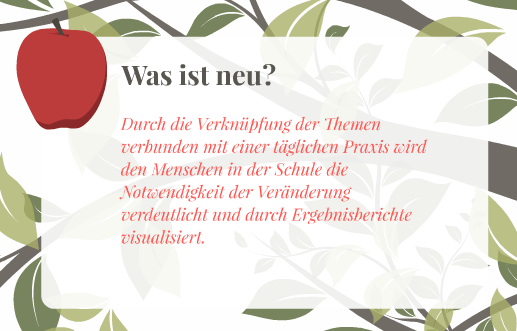 Was ist neu?
Durch die Verknüpfung der Themen
verbunden mit einer täglichen Praxis wird
den Menschen in der Schule die
Notwendigkeit der Veränderung
verdeutlicht und durch Ergebnisberichte
visualisiert.